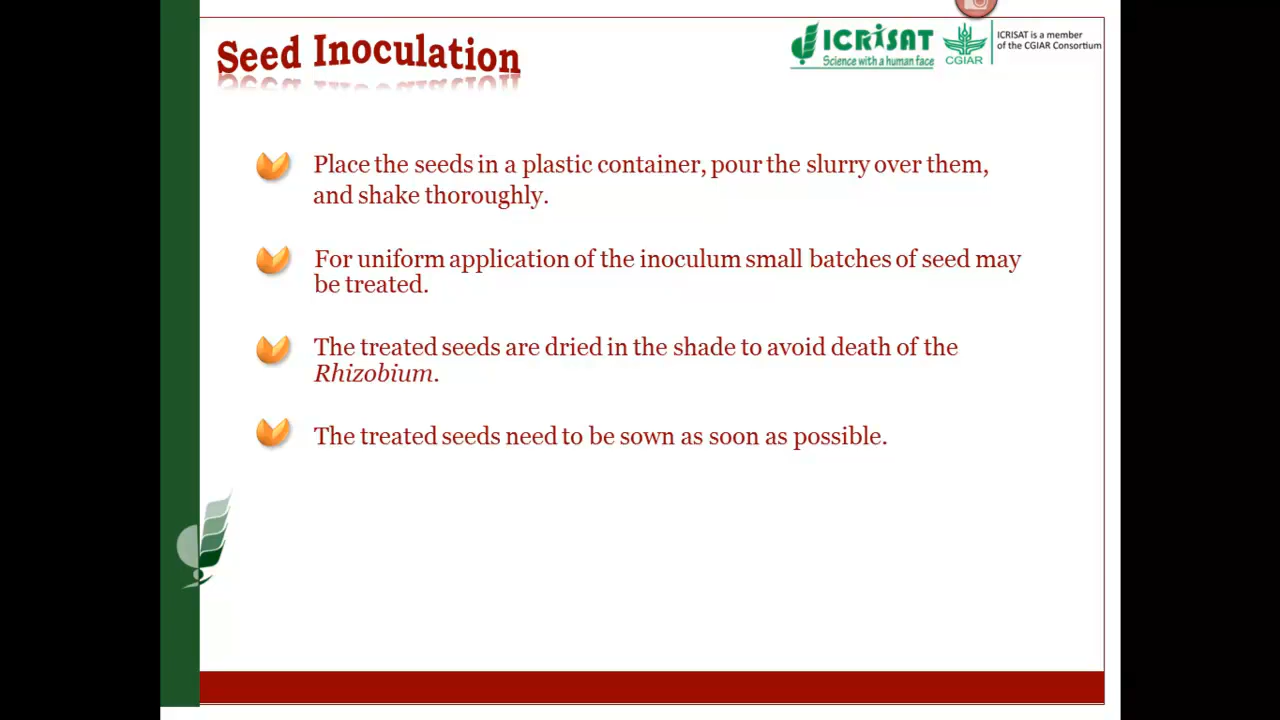 Seed Inoculation
ICRISAT
Science with a human face
CGIAR
ICRISAT is a member
of the CGIAR Consortium
Place the seeds in a plastic container, pour the slurry over them,
and shake thoroughly.
For uniform application of the inoculum small batches of seed may
be treated.
The treated seeds are dried in the shade to avoid death of the
Rhizobium.
The treated seeds need to be sown as soon as possible.